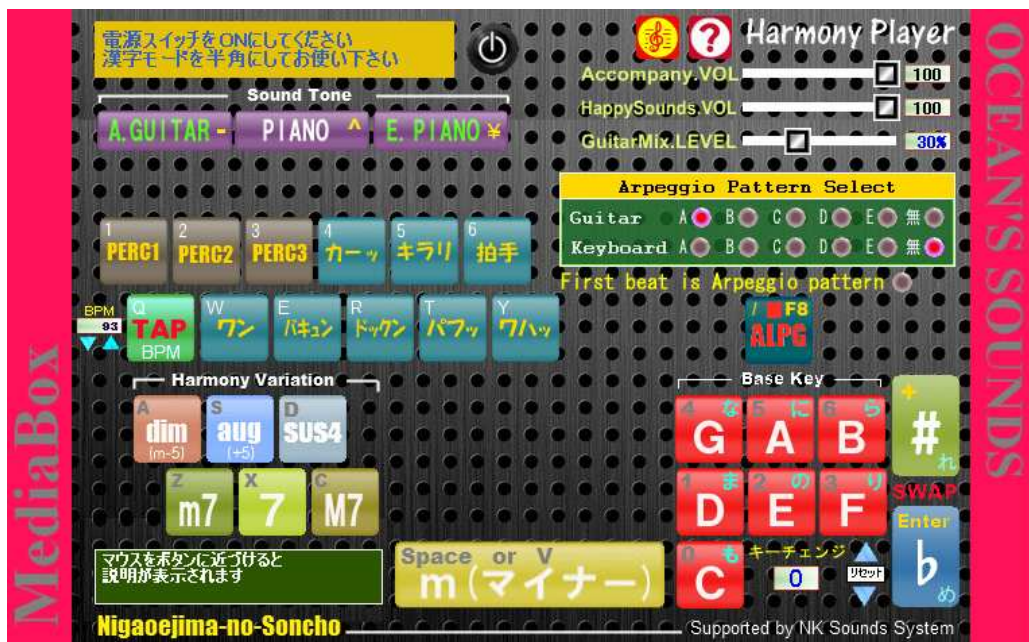 電源スイッチをONにしてください
漢字モードを半角にしてお使い下さい
Harmony Player
Accompany.VOL 100
HappySounds.VOL 100
GuitarMix.LEVEL 30%
Sound Tone
A.GUITAR - PIANO ^ E.PIANO ¥
Arpeggio Pattern Select
Guitar A B C D E 無
Keyboard A B C D E 無
First beat is Arpeggio pattern
1 PERC1
2 PERC2
3 PERC3
4 カーッ
5 キラリ
6 拍手
BPM
93
Q TAP BPM
W ワン
E バキュン
R ドックン
T パフッ
Y ワハッ
/ F8
ALPG
Harmony Variation
A dim (m-5)
S aug (+5)
D SUS4
Z m7
X 7
C M7
Base Key
4 な G
5 に A
6 ら B
+ # れ
1 ま D
2 の E
3 り F
SWAP
Enter ♭ め
0 も C
キーチェンジ
0
リセット
Space or V
m(マイナー)
マウスをボタンに近づけると
説明が表示されます
Nigaoejima-no-Soncho
Supported by NK Sounds System
MediaBox
OCEAN'S SOUNDS